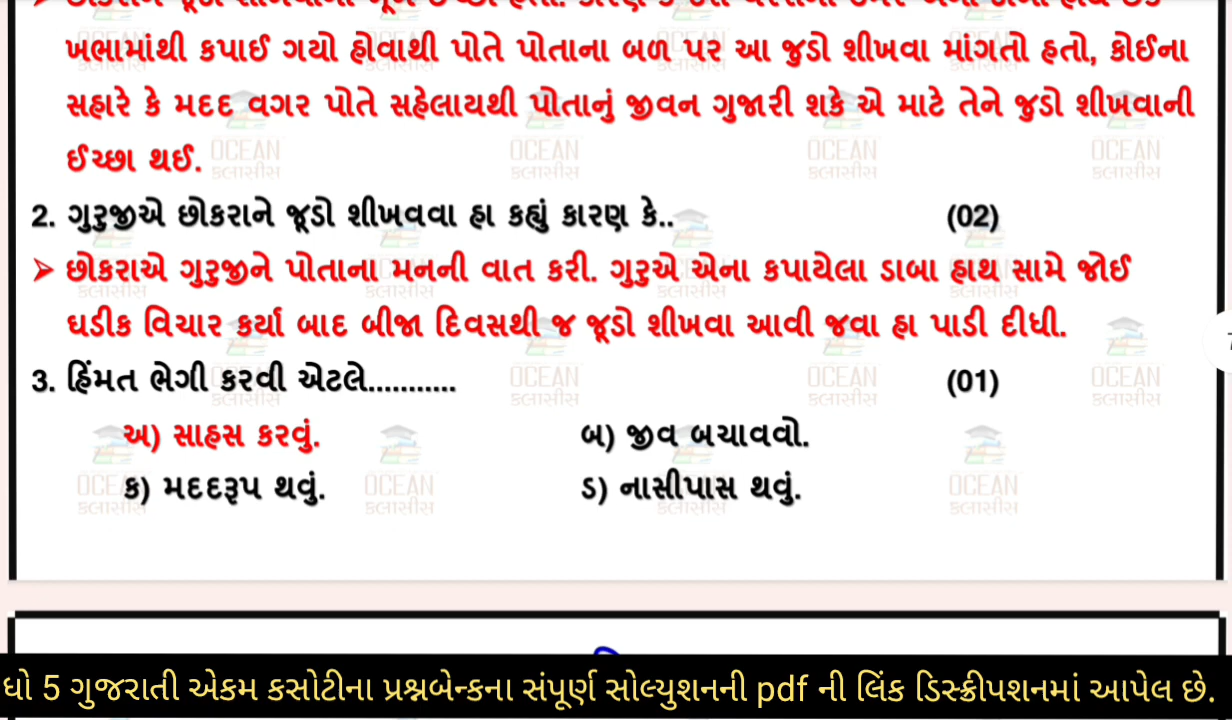 ખભામાંથી કપાઈ ગયો હોવાથી પોતે પોતાના બળ પર આ જુડો શીખવા માંગતો હતો, કોઈના
સહારે કે મદદ વગર પોતે સહેલાયથી પોતાનું જીવન ગુજારી શકે એ માટે તેને જુડો શીખવાની
ઈચ્છા થઈ.
2. ગુરુજીએ છોકરાને જૂડો શીખવવા હા કહ્યું કારણ કે.. (02)
➤ છોકરાએ ગુરુજીને પોતાના મનની વાત કરી. ગુરુએ એના કપાયેલા ડાબા હાથ સામે જોઈ
ઘડીક વિચાર કર્યા બાદ બીજા દિવસથી જ જૂડો શીખવા આવી જવા હા પાડી દીધી.
3. હિંમત ભેગી કરવી એટલે........... (01)
અ) સાહસ કરવું. બ) જીવ બચાવવો.
ક) મદદરૂપ થવું. ડ) નાસીપાસ થવું.
OCEAN
કલાસીસ
ધો 5 ગુજરાતી એકમ કસોટીના પ્રશ્નબેન્કના સંપૂર્ણ સોલ્યુશનની pdf ની લિંક ડિસ્ક્રીપશનમાં આપેલ છે.